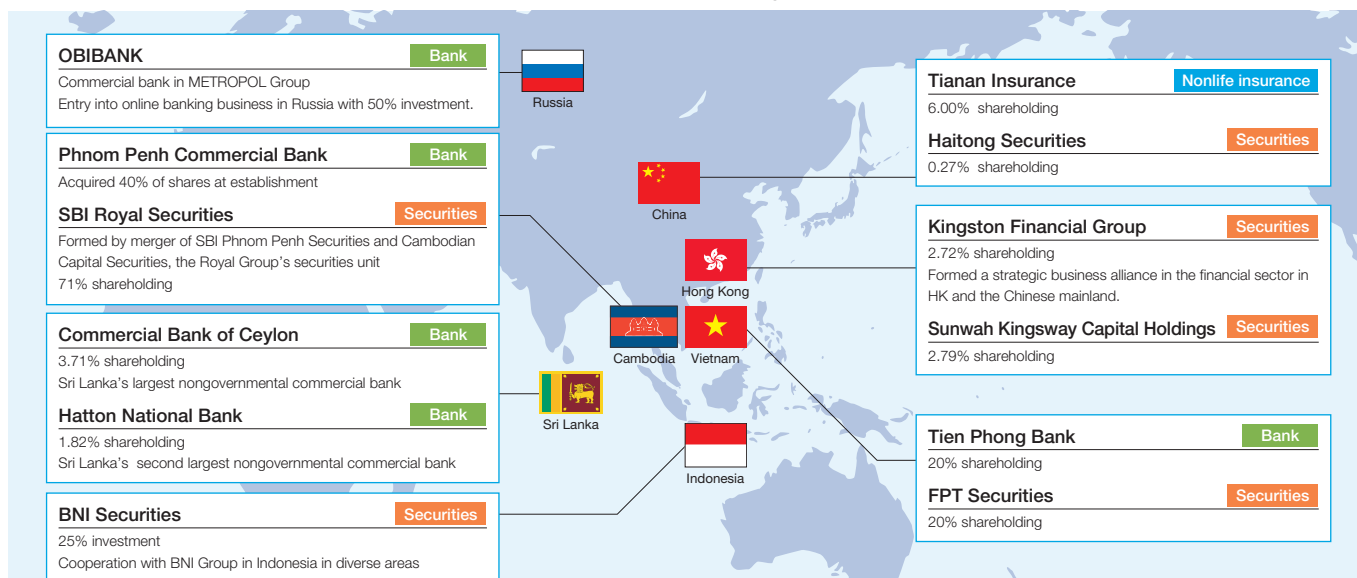 OBIBANK Bank
Commercial bank in METROPOL Group
Entry into online banking business in Russia with 50% investment.
Phnom Penh Commercial Bank Bank
Acquired 40% of shares at establishment
SBI Royal Securities Securities
Formed by merger of SBI Phnom Penh Securities and Cambodian
Capital Securities, the Royal Group's securities unit
71% shareholding
Commercial Bank of Ceylon Bank
3.71% shareholding
Sri Lanka's largest nongovernmental commercial bank
Hatton National Bank Bank
1.82% shareholding
Sri Lanka's second largest nongovernmental commercial bank
BNI Securities Securities
25% investment
Cooperation with BNI Group in Indonesia in diverse areas
Russia
China
Hong Kong
Cambodia
Vietnam
Sri Lanka
Indonesia
Tianan Insurance Nonlife insurance
6.00% shareholding
Haitong Securities Securities
0.27% shareholding
Kingston Financial Group Securities
2.72% shareholding
Formed a strategic business alliance in the financial sector in
HK and the Chinese mainland.
Sunwah Kingsway Capital Holdings Securities
2.79% shareholding
Tien Phong Bank Bank
20% shareholding
FPT Securities Securities
20% shareholding